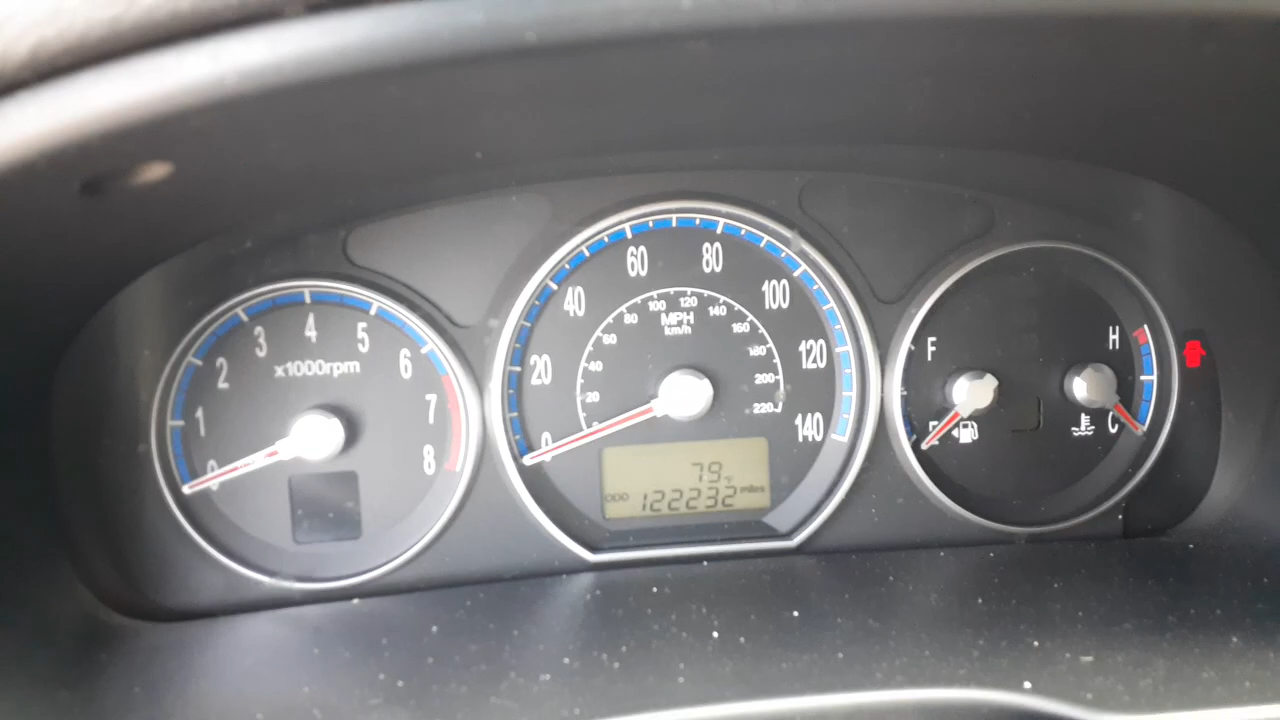 0 1 2 3 4 5 6 7 8
x1000rpm
0 20 40 60 80 100 120 140
20 40 60 80 100 120 140 160 180 200 220
MPH
km/h
79°F
ODO 122232 miles
F
E
H
C